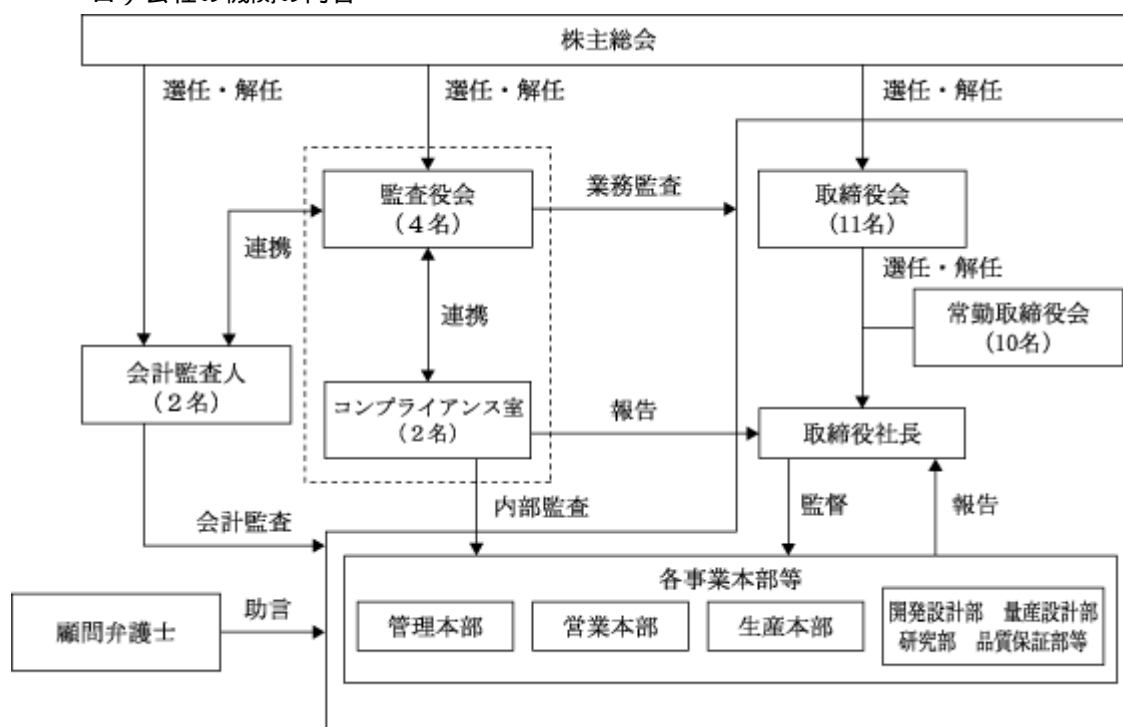 株主総会
選任・解任
選任・解任
選任・解任
監査役会
(4名)
業務監査
取締役会
(11名)
連携
選任・解任
連携
常勤取締役会
(10名)
会計監査人
(2名)
コンプライアンス室
(2名)
報告
取締役社長
内部監査
監督
報告
会計監査
各事業本部等
顧問弁護士
助言
管理本部
営業本部
生産本部
開発設計部 量産設計部
研究部 品質保証部等